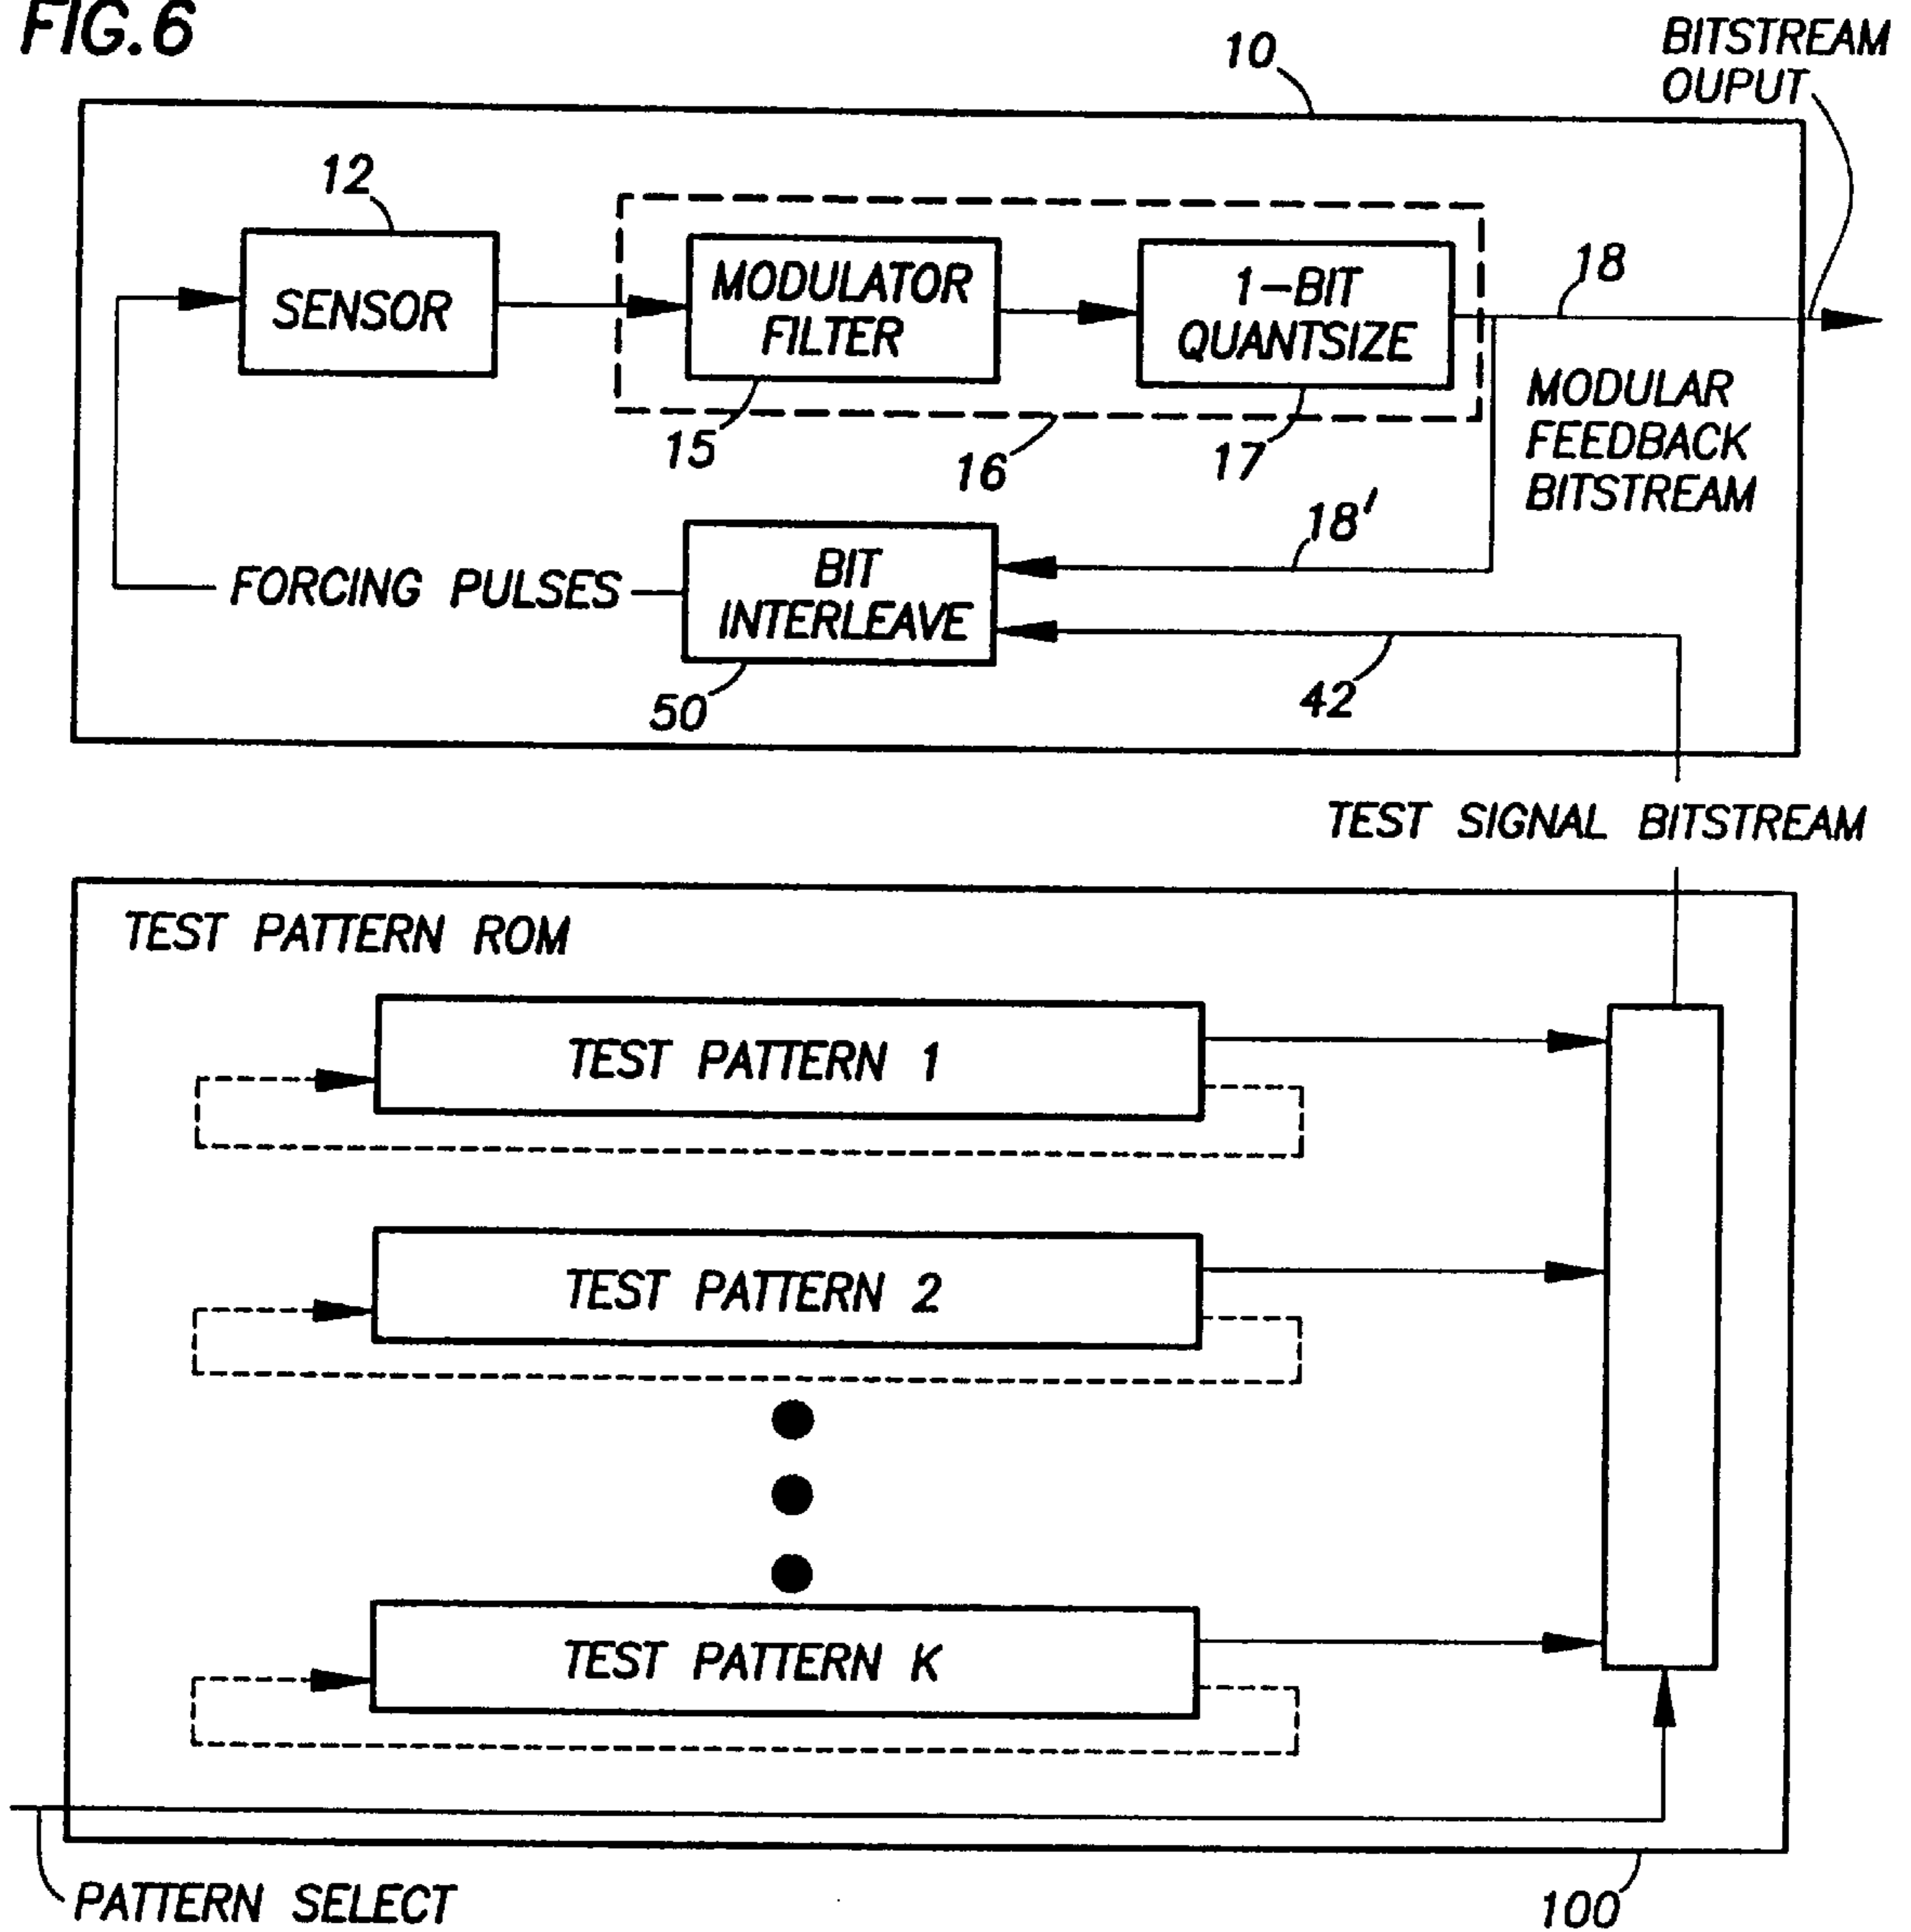 FIG.6
10
BITSTREAM
OUPUT
12
SENSOR
MODULATOR
FILTER
1-BIT
QUANTSIZE
18
15
16
17
MODULAR
FEEDBACK
BITSTREAM
18'
FORCING PULSES
BIT
INTERLEAVE
50
42
TEST SIGNAL BITSTREAM
TEST PATTERN ROM
TEST PATTERN 1
TEST PATTERN 2
TEST PATTERN K
PATTERN SELECT
100